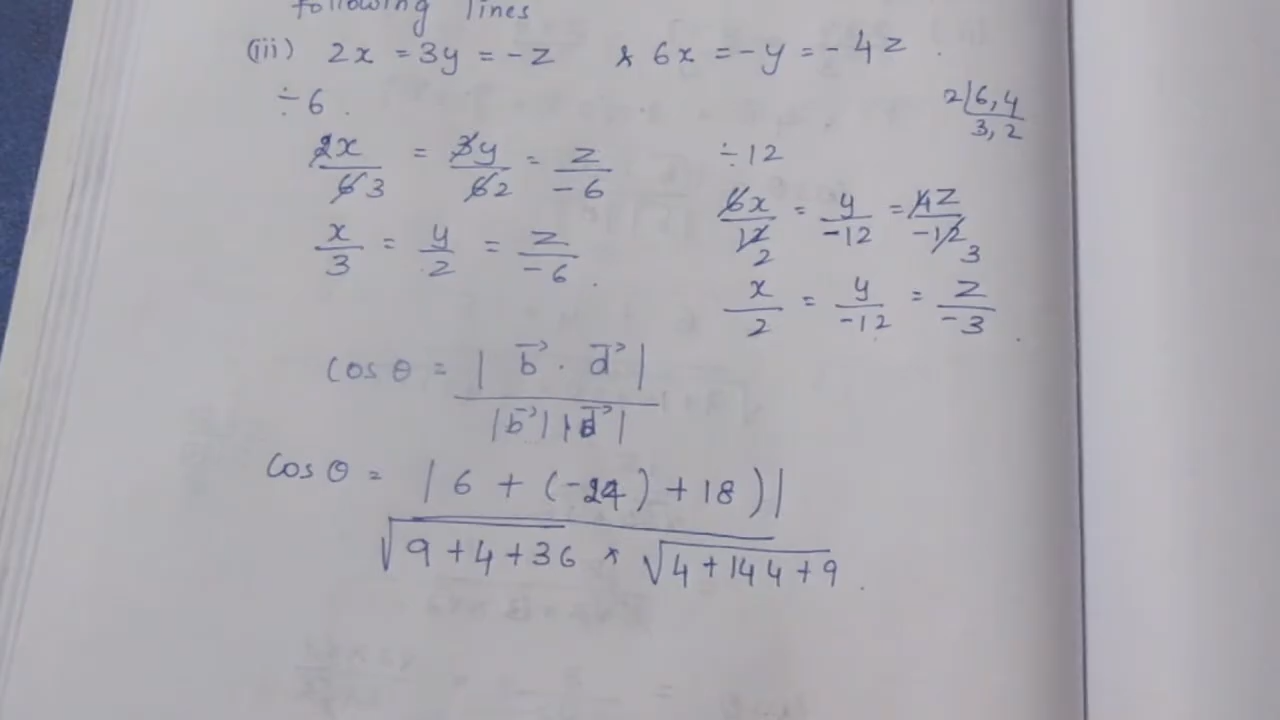 following lines
(iii) 2x = 3y = -z & 6x = -y = -4z.
÷6.
2x/6 3 = 3y/6 2 = z/-6
x/3 = y/2 = z/-6.
2|6, 4
3, 2
÷12
6x/12 2 = y/-12 = 4z/-12 3
x/2 = y/-12 = z/-3.
cos θ = |b⃗ · d⃗| / |b⃗| |d⃗|
cos θ = |6 + (-24) + 18)| / √9+4+36 × √4+144+9.